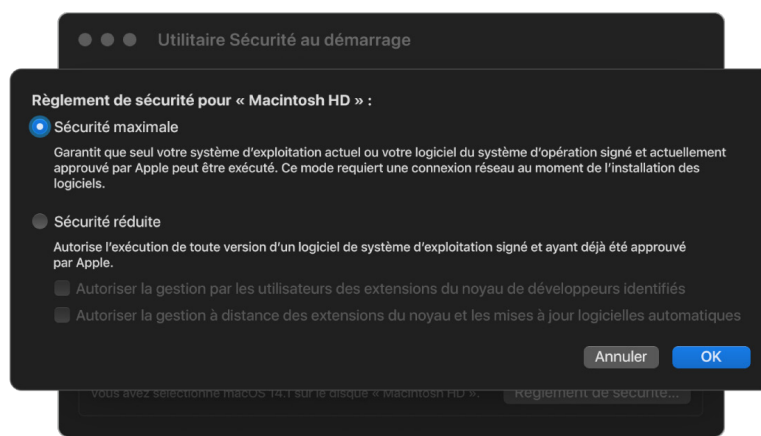 Utilitaire Sécurité au démarrage
Règlement de sécurité pour « Macintosh HD » :
Sécurité maximale
Garantit que seul votre système d'exploitation actuel ou votre logiciel du système d'opération signé et actuellement
approuvé par Apple peut être exécuté. Ce mode requiert une connexion réseau au moment de l'installation des
logiciels.
Sécurité réduite
Autorise l'exécution de toute version d'un logiciel de système d'exploitation signé et ayant déjà été approuvé
par Apple.
Autoriser la gestion par les utilisateurs des extensions du noyau de développeurs identifiés
Autoriser la gestion à distance des extensions du noyau et les mises à jour logicielles automatiques
Annuler OK
Vous avez sélectionné macOS 14.1 sur le disque « Macintosh HD ». Règlement de sécurité...